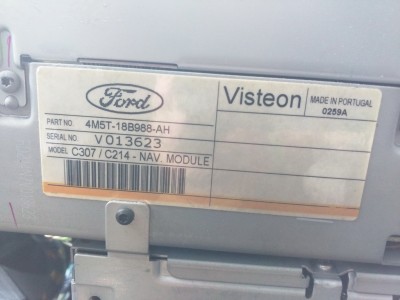 Ford
Visteon
MADE IN PORTUGAL
0259A
PART NO. 4M5T-18B988-AH
SERIAL NO. V013623
MODEL C307 / C214 - NAV. MODULE